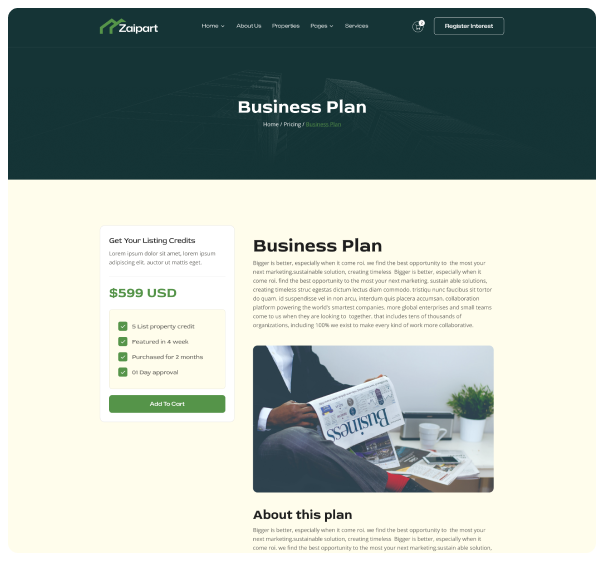 Zaipart
Home
About Us
Properties
Pages
Services
Register Interest
Business Plan
Home / Pricing / Business Plan
Get Your Listing Credits
Lorem ipsum dolor sit amet, lorem ipsum
adipiscing elit. auctor ut mattis eget.
$599 USD
5 List property credit
Featured in 4 week
Purchased for 2 months
01 Day approval
Add To Cart
Business Plan
Bigger is better, especially when it come roi. we find the best opportunity to the most your
next marketing.sustainable solution, creating timeless. Bigger is better, especially when it
come roi. find the best opportunity to the most your next marketing, sustain able solutions,
creating timeless struc egestas dictum lectus diam commodo. tristiqu nunc faucibus sit tortor
do quam. id suspendisse vel in non arcu, interdum quis placera accumsan. collaboration
platform powering the world's smartest companies. more global enterprises and small teams
come to us when they are looking to together. that includes tens of thousands of
organizations, including 100% we exist to make every kind of work more collaborative.
Business
About this plan
Bigger is better, especially when it come roi. we find the best opportunity to the most your
next marketing.sustainable solution, creating timeless Bigger is better, especially when it
come roi. we find the best opportunity to the most your next marketing.sustain able solution,